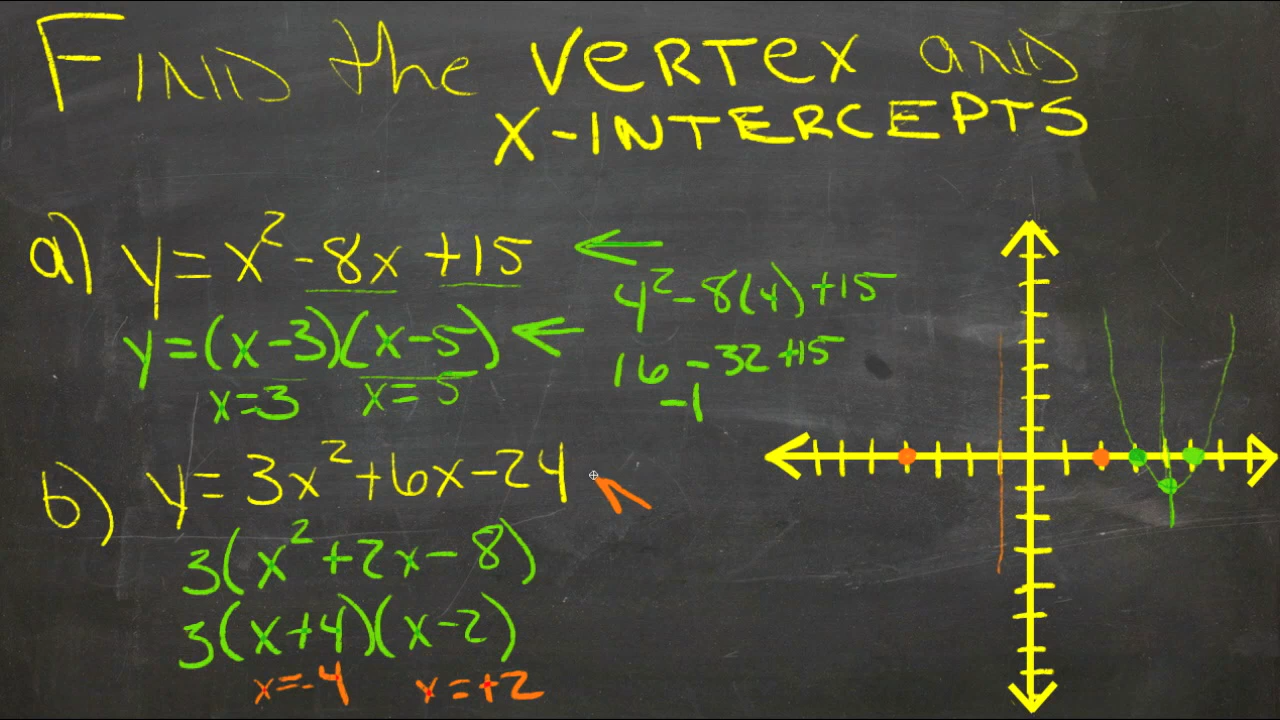 FIND the VERTEX and
X-INTERCEPTS
a) y = x² - 8x + 15
4² - 8(4) + 15
y = (x-3)(x-5)
16 - 32 + 15
x=3 x=5
-1
b) y = 3x² + 6x - 24
3(x² + 2x - 8)
3(x+4)(x-2)
x=-4 x=+2